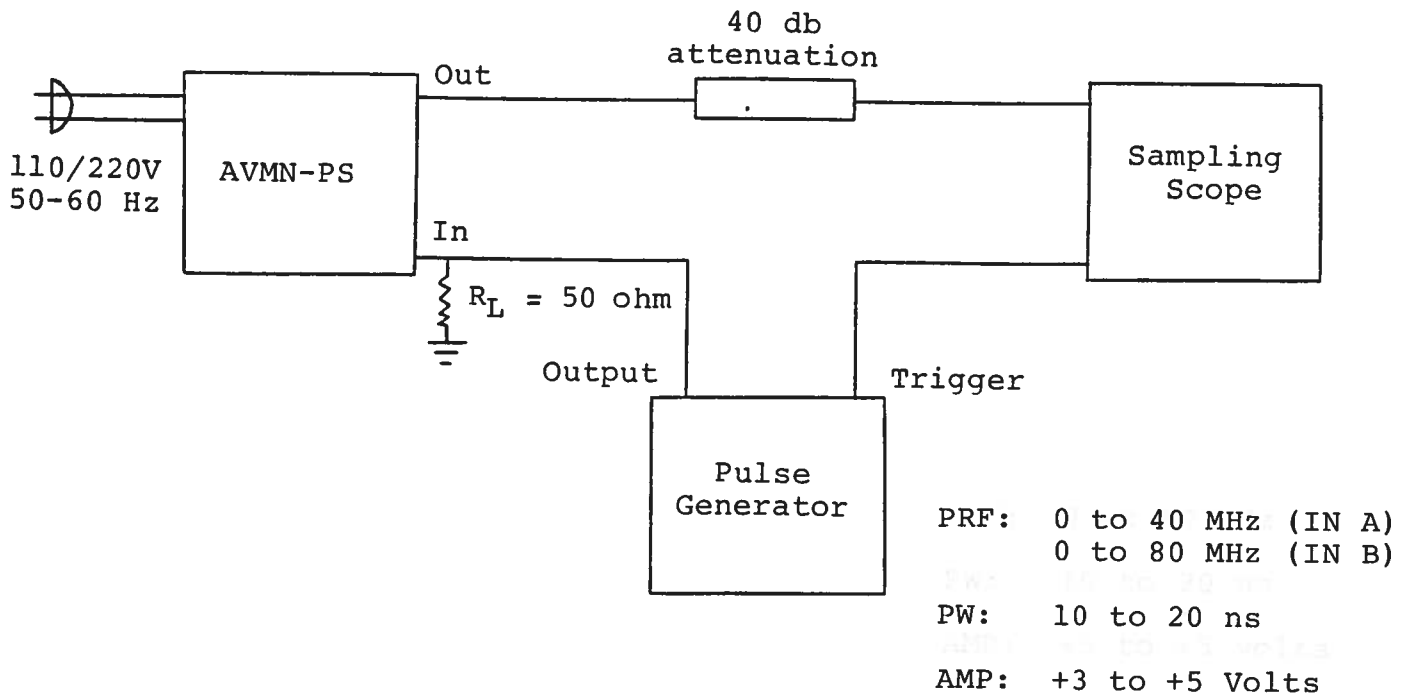 40 db
attenuation
Out
110/220V
50-60 Hz
AVMN-PS
Sampling
Scope
In
R_L = 50 ohm
Output
Trigger
Pulse
Generator
PRF: 0 to 40 MHz (IN A)
0 to 80 MHz (IN B)
PW: 10 to 20 ns
AMP: +3 to +5 Volts